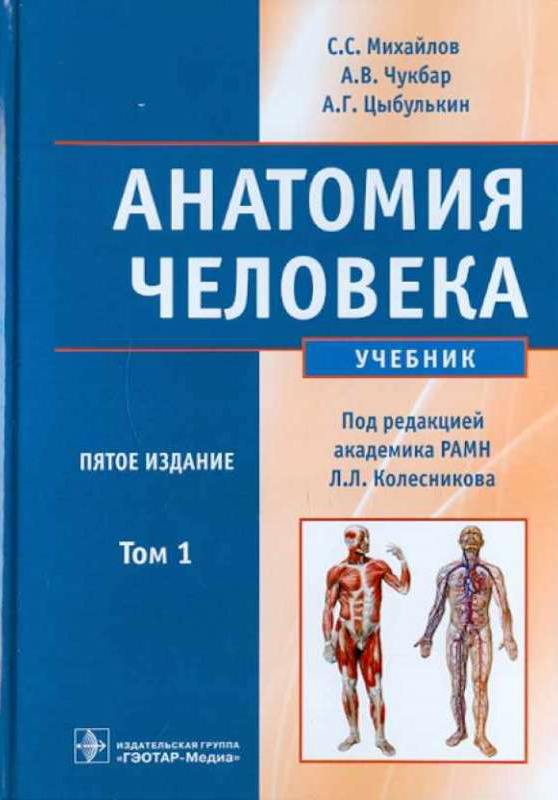 С.С. Михайлов
А.В. Чукбар
А.Г. Цыбулькин
АНАТОМИЯ
ЧЕЛОВЕКА
УЧЕБНИК
Под редакцией
академика РАМН
Л.Л. Колесникова
ПЯТОЕ ИЗДАНИЕ
Том 1
ИЗДАТЕЛЬСКАЯ ГРУППА
«ГЭОТАР-Медиа»